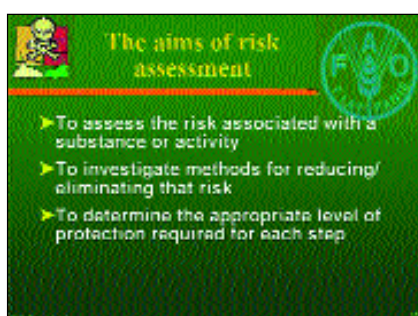 The aims of risk
assessment
F A O
➤To assess the risk associated with a
substance or activity
➤To investigate methods for reducing/
eliminating that risk
➤To determine the appropriate level of
protection required for each step